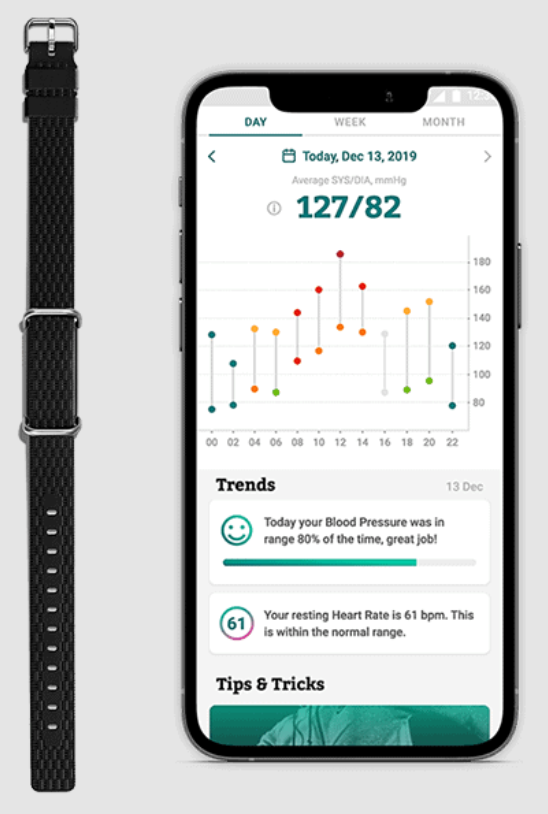 DAY WEEK MONTH
Today, Dec 13, 2019
Average SYS/DIA, mmHg
127/82
180
160
140
120
100
80
00 02 04 06 08 10 12 14 16 18 20 22
Trends 13 Dec
Today your Blood Pressure was in
range 80% of the time, great job!
61
Your resting Heart Rate is 61 bpm. This
is within the normal range.
Tips & Tricks